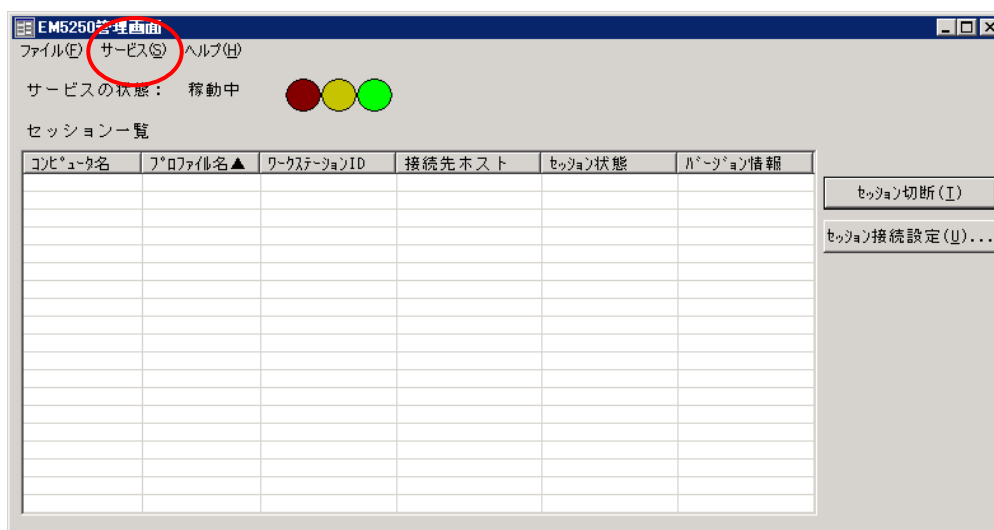 EM5250管理画面
ファイル(F) サービス(S) ヘルプ(H)
サービスの状態： 稼動中
セッション一覧
ｺﾝﾋﾟｭｰﾀ名 ﾌﾟﾛﾌｧｲﾙ名▲ ﾜｰｸｽﾃｰｼｮﾝID 接続先ホスト ｾｯｼｮﾝ状態 ﾊﾞｰｼﾞｮﾝ情報
ｾｯｼｮﾝ切断(I)
ｾｯｼｮﾝ接続設定(U)...